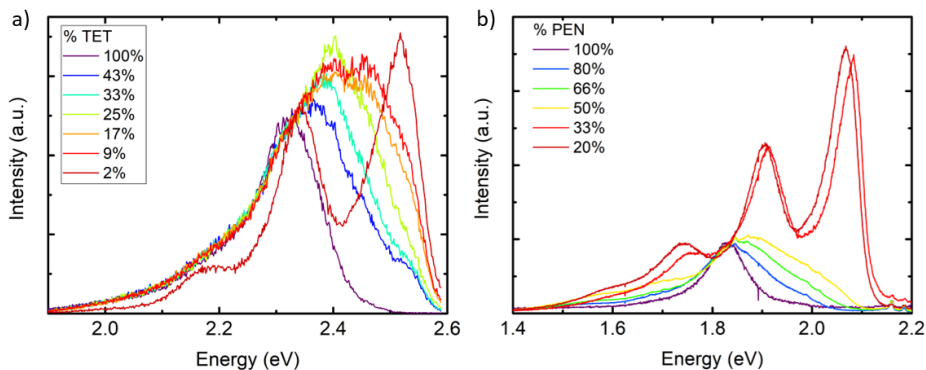 a)
% TET
100%
43%
33%
25%
17%
9%
2%
Intensity (a.u.)
2.0 2.2 2.4 2.6
Energy (eV)
b)
% PEN
100%
80%
66%
50%
33%
20%
Intensity (a.u.)
1.4 1.6 1.8 2.0 2.2
Energy (eV)